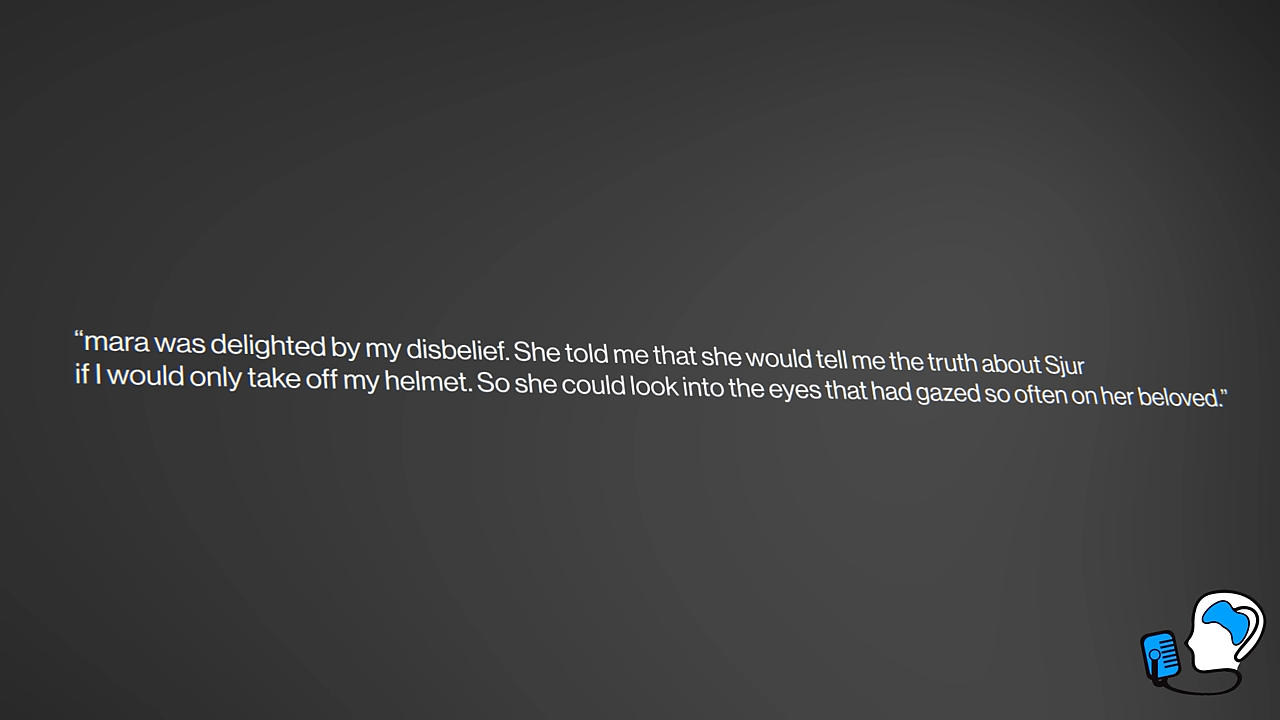 “mara was delighted by my disbelief. She told me that she would tell me the truth about Sjur
if I would only take off my helmet. So she could look into the eyes that had gazed so often on her beloved.”